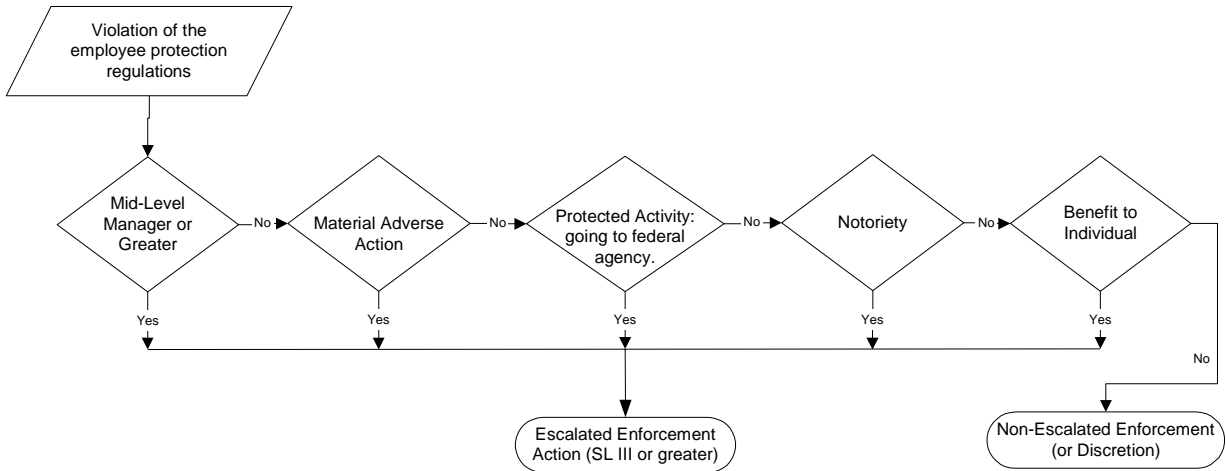 Violation of the
employee protection
regulations
Mid-Level
Manager or
Greater
No
Material Adverse
Action
No
Protected Activity:
going to federal
agency.
No
Notoriety
No
Benefit to
Individual
Yes
Yes
Yes
Yes
Yes
No
Escalated Enforcement
Action (SL III or greater)
Non-Escalated Enforcement
(or Discretion)